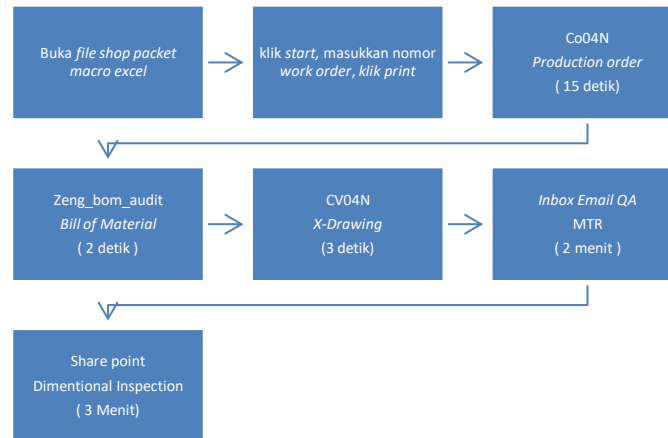 Buka file shop packet
macro excel
klik start, masukkan nomor
work order, klik print
Co04N
Production order
( 15 detik)
Zeng_bom_audit
Bill of Material
( 2 detik )
CV04N
X-Drawing
(3 detik)
Inbox Email QA
MTR
( 2 menit )
Share point
Dimentional Inspection
( 3 Menit)